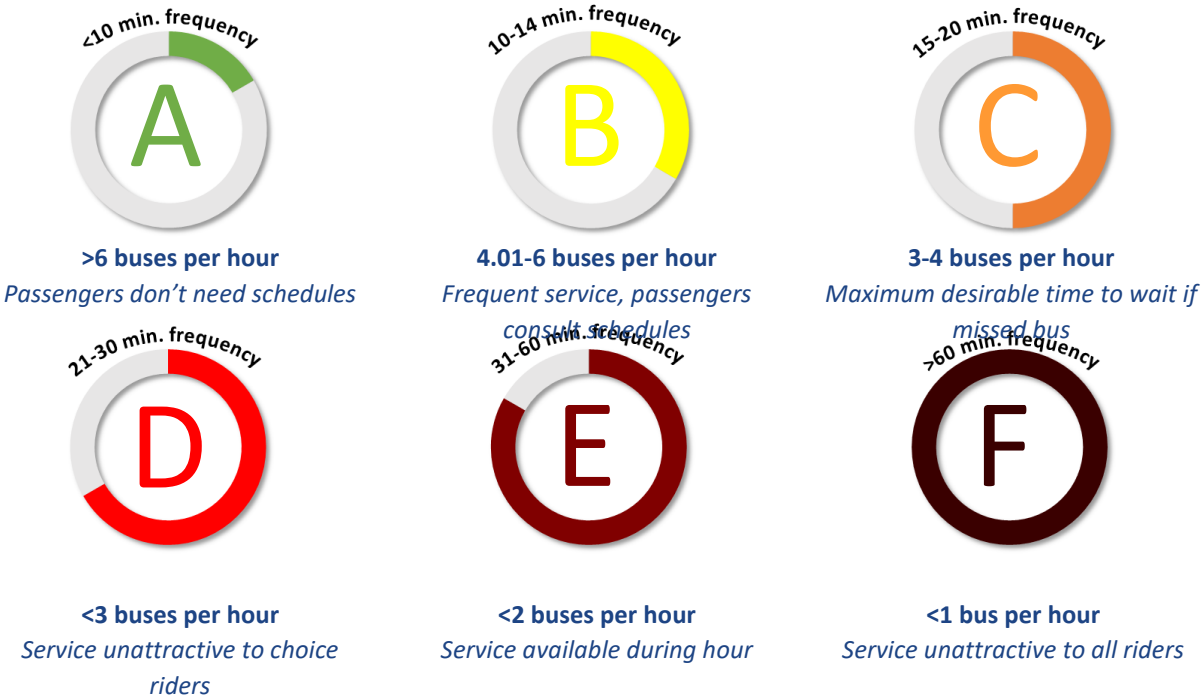 <10 min. frequency
A
>6 buses per hour
Passengers don’t need schedules
10-14 min. frequency
B
4.01-6 buses per hour
Frequent service, passengers
consult schedules
15-20 min. frequency
C
3-4 buses per hour
Maximum desirable time to wait if
missed bus
21-30 min. frequency
D
<3 buses per hour
Service unattractive to choice
riders
31-60 min. frequency
E
<2 buses per hour
Service available during hour
>60 min. frequency
F
<1 bus per hour
Service unattractive to all riders